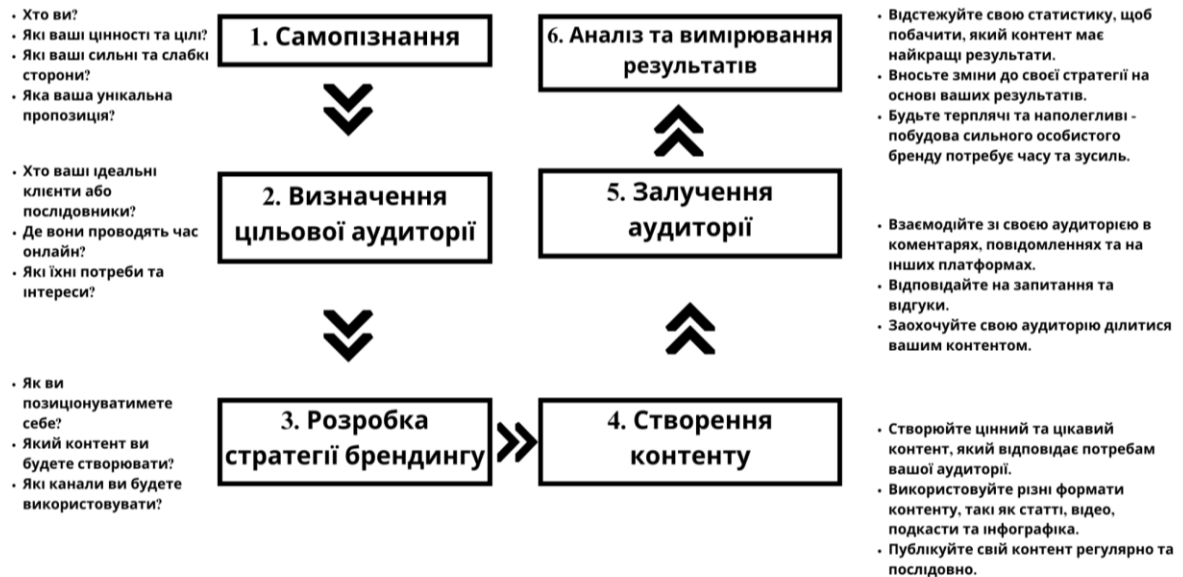 • Хто ви?
• Які ваші цінності та цілі?
• Які ваші сильні та слабкі
сторони?
• Яка ваша унікальна
пропозиція?
1. Самопізнання
• Хто ваші ідеальні
клієнти або
послідовники?
• Де вони проводять час
онлайн?
• Які їхні потреби та
інтереси?
2. Визначення
цільової аудиторії
• Як ви
позиціонуватимете
себе?
• Який контент ви
будете створювати?
• Які канали ви будете
використовувати?
3. Розробка
стратегії брендингу
4. Створення
контенту
• Створюйте цінний та цікавий
контент, який відповідає потребам
вашої аудиторії.
• Використовуйте різні формати
контенту, такі як статті, відео,
подкасти та інфографіка.
• Публікуйте свій контент регулярно та
послідовно.
5. Залучення
аудиторії
• Взаємодійте зі своєю аудиторією в
коментарях, повідомленнях та на
інших платформах.
• Відповідайте на запитання та
відгуки.
• Заохочуйте свою аудиторію ділитися
вашим контентом.
6. Аналіз та вимірювання
результатів
• Відстежуйте свою статистику, щоб
побачити, який контент має
найкращі результати.
• Вносьте зміни до своєї стратегії на
основі ваших результатів.
• Будьте терплячі та наполегливі -
побудова сильного особистого
бренду потребує часу та зусиль.